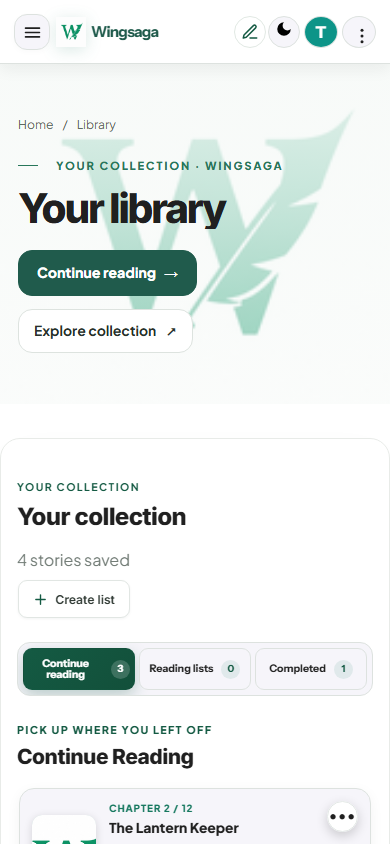 Wingsaga
T
Home / Library
YOUR COLLECTION · WINGSAGA
Your library
Continue reading →
Explore collection ↗
YOUR COLLECTION
Your collection
4 stories saved
+ Create list
Continue reading 3
Reading lists 0
Completed 1
PICK UP WHERE YOU LEFT OFF
Continue Reading
CHAPTER 2 / 12
The Lantern Keeper